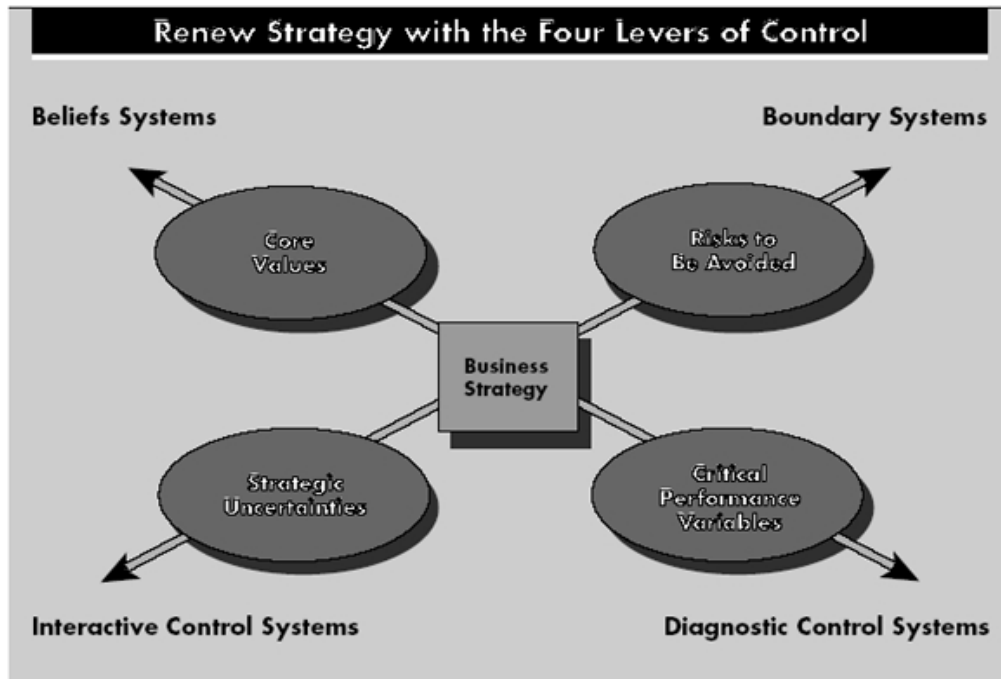 Renew Strategy with the Four Levers of Control
Beliefs Systems
Boundary Systems
Core
Values
Risks to
Be Avoided
Business
Strategy
Strategic
Uncertainties
Critical
Performance
Variables
Interactive Control Systems
Diagnostic Control Systems